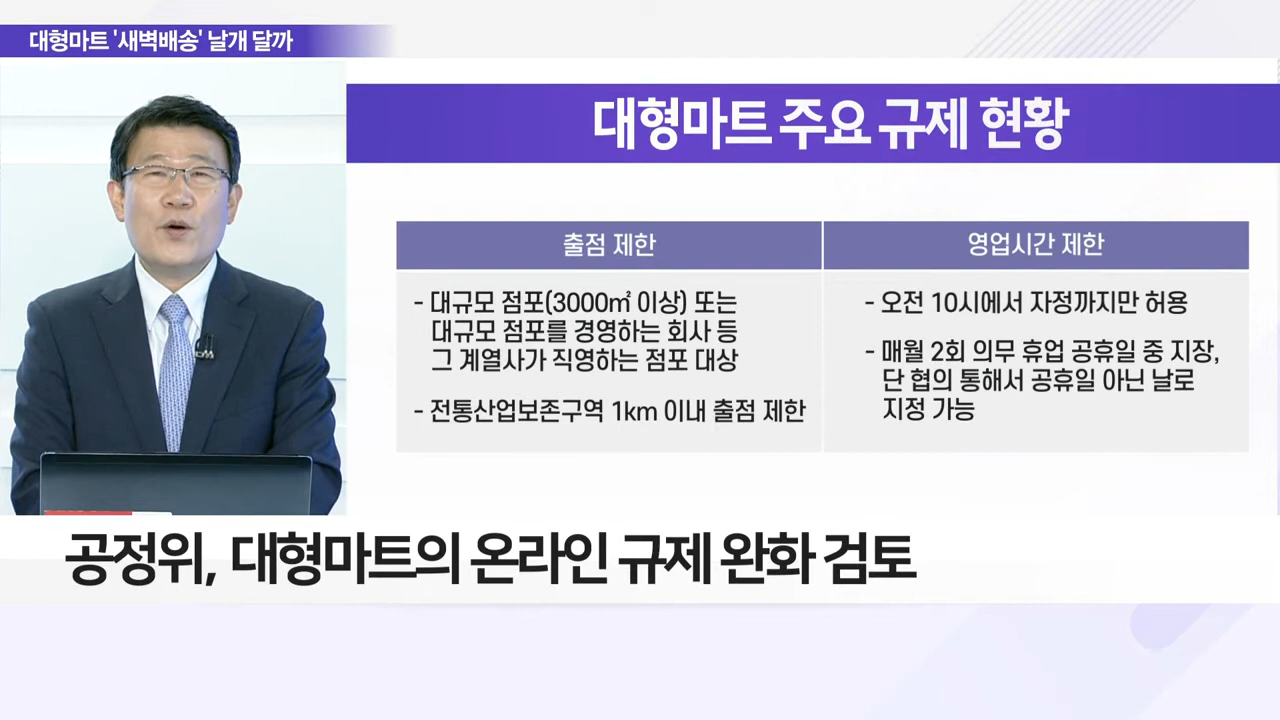 대형마트 '새벽배송' 날개 달까
대형마트 주요 규제 현황
출점 제한
- 대규모 점포(3000㎡ 이상) 또는
대규모 점포를 경영하는 회사 등
그 계열사가 직영하는 점포 대상
- 전통산업보존구역 1km 이내 출점 제한
영업시간 제한
- 오전 10시에서 자정까지만 허용
- 매월 2회 의무 휴업 공휴일 중 지장,
단 협의 통해서 공휴일 아닌 날로
지정 가능
공정위, 대형마트의 온라인 규제 완화 검토